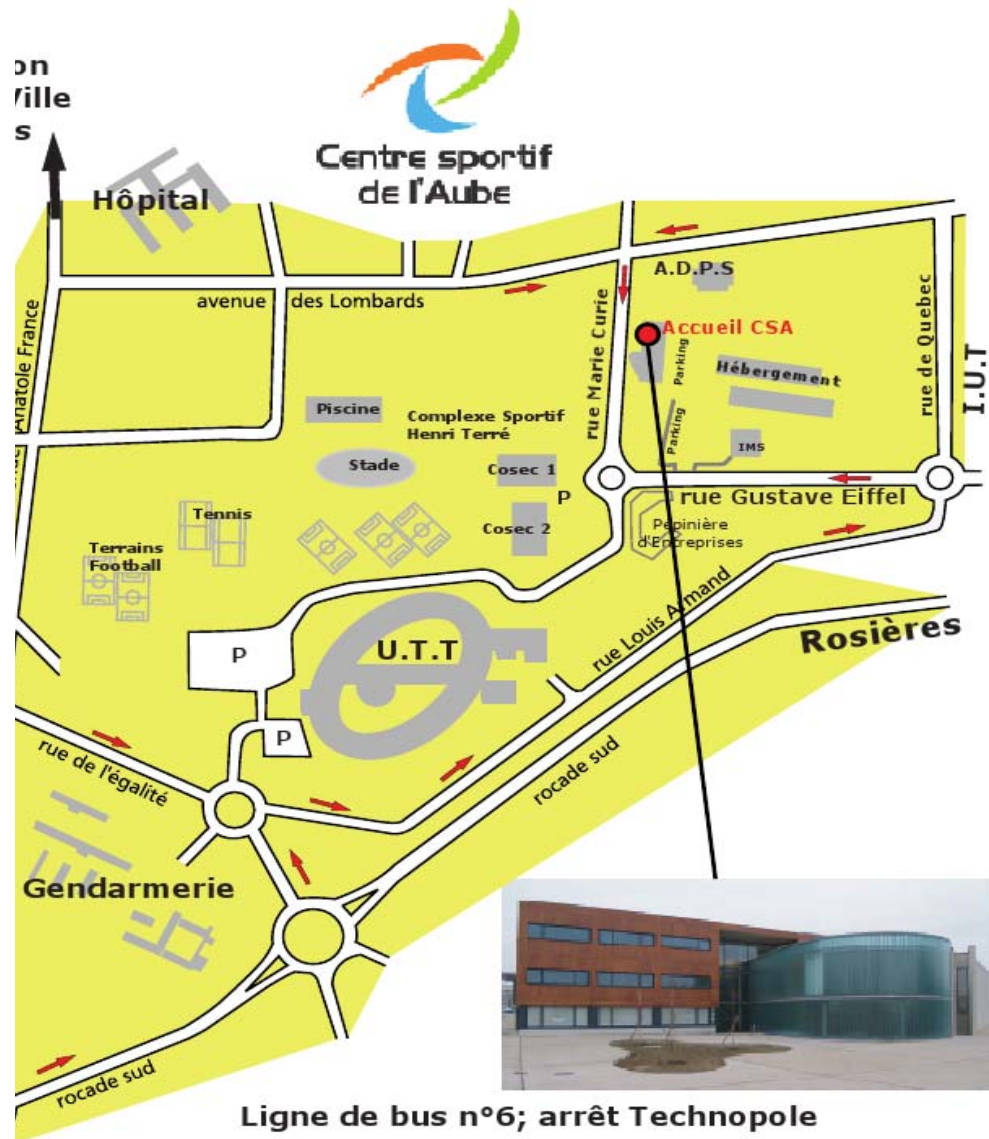 on
Ville
s
Centre sportif
de l'Aube
Hôpital
A.D.P.S
avenue des Lombards
Anatole France
rue Marie Curie
Accueil CSA
Parking
Parking
Hébergement
rue de Quebec
I.U.T
Piscine
Complexe Sportif
Henri Terré
Stade
Cosec 1
IMS
P
rue Gustave Eiffel
Tennis
Cosec 2
Pépinière
d'Entreprises
Terrains
Football
rue Louis Armand
Rosières
P
U.T.T
P
rue de l'égalité
rocade sud
Gendarmerie
rocade sud
Ligne de bus n°6; arrêt Technopole